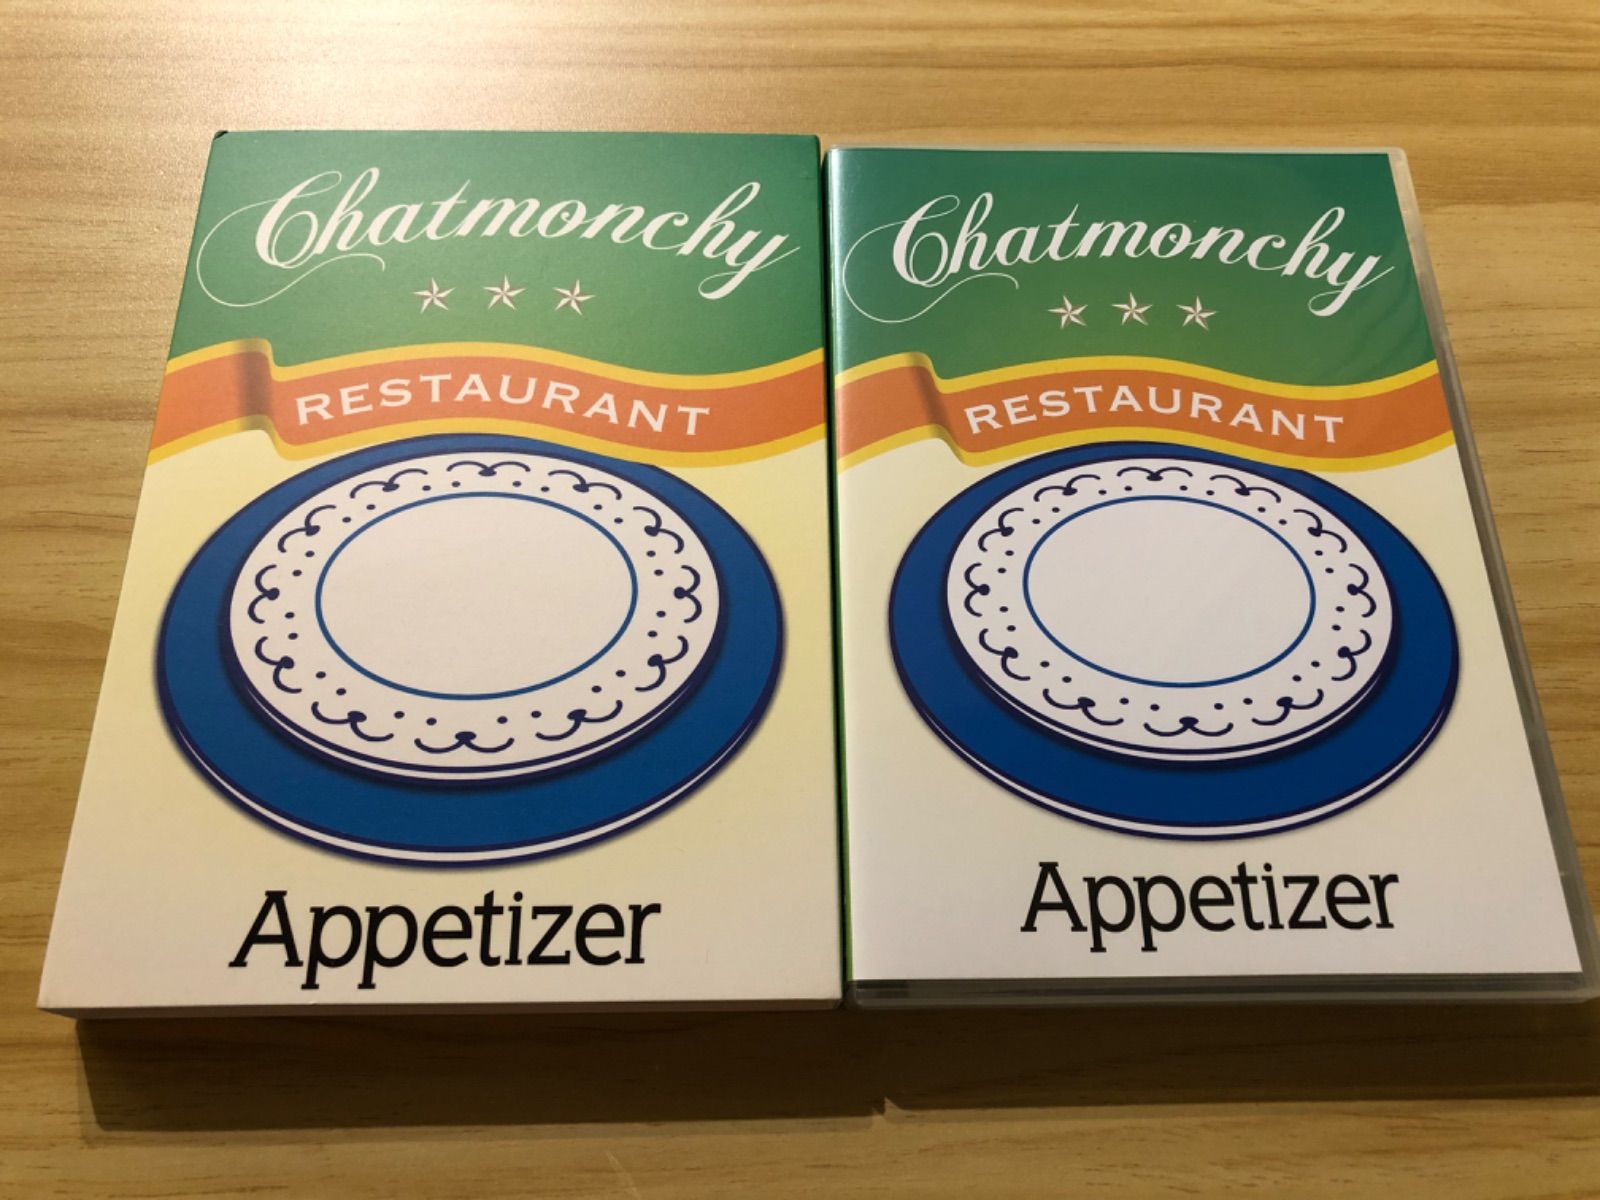 Chatmonchy
RESTAURANT
Appetizer
Chatmonchy
RESTAURANT
Appetizer